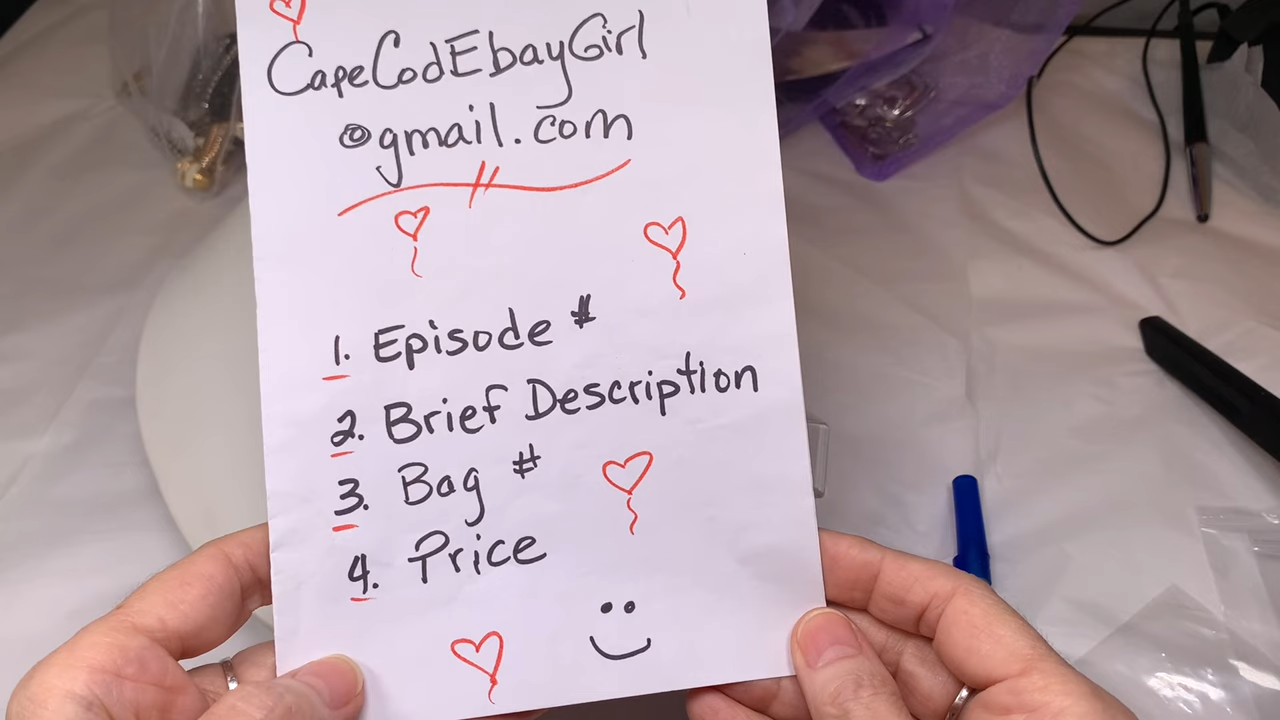 CapeCodEbayGirl
@gmail.com
1. Episode #
2. Brief Description
3. Bag #
4. Price